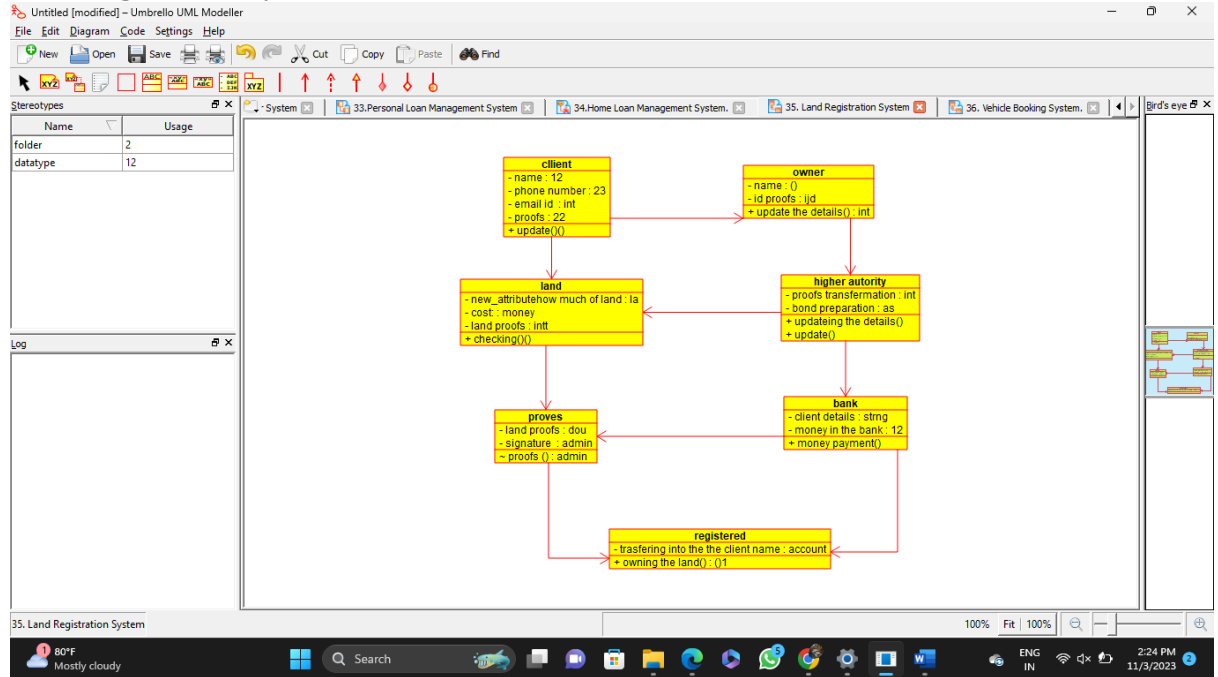 Untitled [modified] – Umbrello UML Modeller
File Edit Diagram Code Settings Help
New Open Save Cut Copy Paste Find
Stereotypes
Name Usage
folder 2
datatype 12
Log
· System 33.Personal Loan Management System 34.Home Loan Management System. 35. Land Registration System 36. Vehicle Booking System. Bird's eye
cllient
- name : 12
- phone number : 23
- email id : int
- proofs : 22
+ update()()
owner
- name : ()
- id proofs : ijd
+ update the details() : int
land
- new_attributehow much of land : la
- cost: : money
- land proofs : intt
+ checking()()
higher autority
- proofs transfermation : int
- bond preparation : as
+ updateing the details()
+ update()
proves
- land proofs : dou
- signature : admin
~ proofs () : admin
bank
- client details : strng
- money in the bank : 12
+ money payment()
registered
- trasfering into the the client name : account
+ owning the land() : ()1
35. Land Registration System
100% Fit 100%
1
80°F
Mostly cloudy
Search
5
ENG
IN
2:24 PM
11/3/2023
2